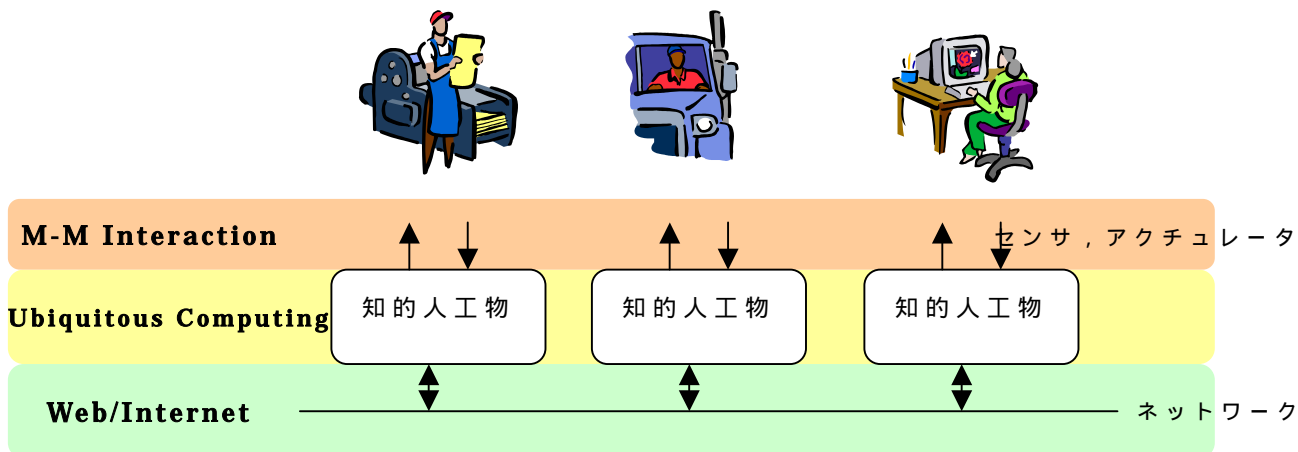 M-M Interaction
センサ，アクチュレータ
Ubiquitous Computing
知的人工物
知的人工物
知的人工物
Web/Internet
ネットワーク